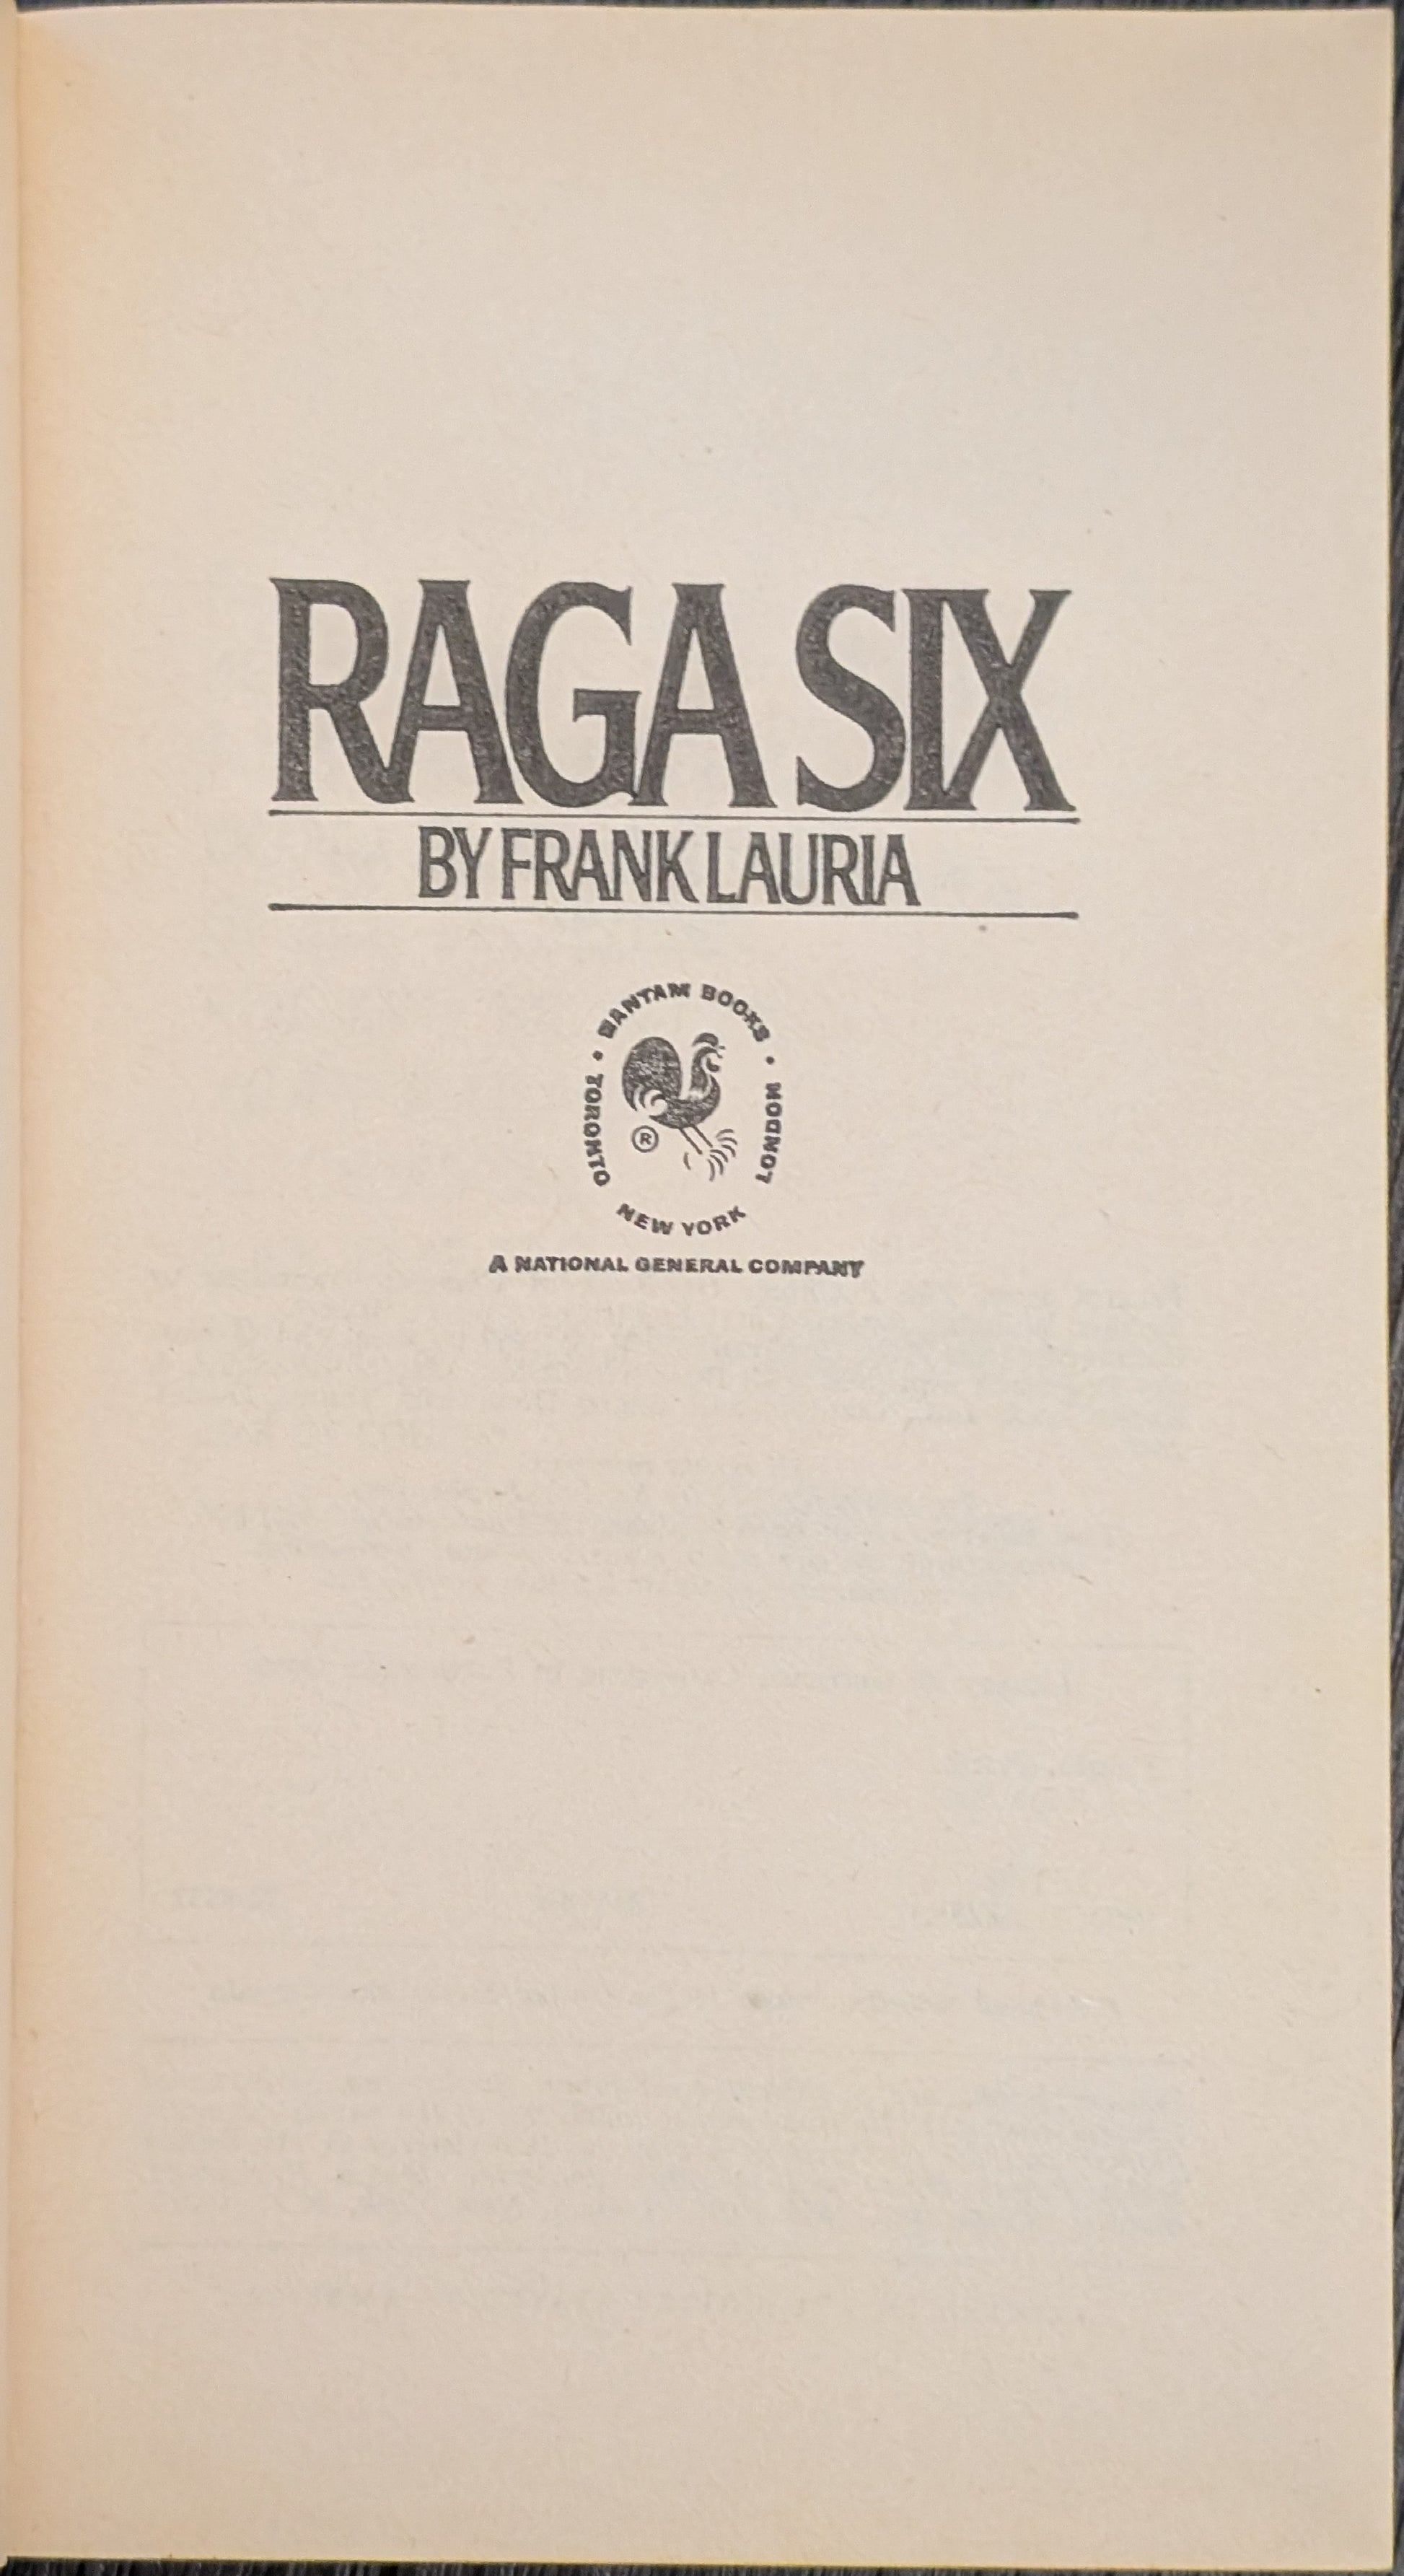 RAGA SIX
BY FRANK LAURIA
BANTAM BOOKS
TORONTO • • LONDON
®
NEW YORK
A NATIONAL GENERAL COMPANY